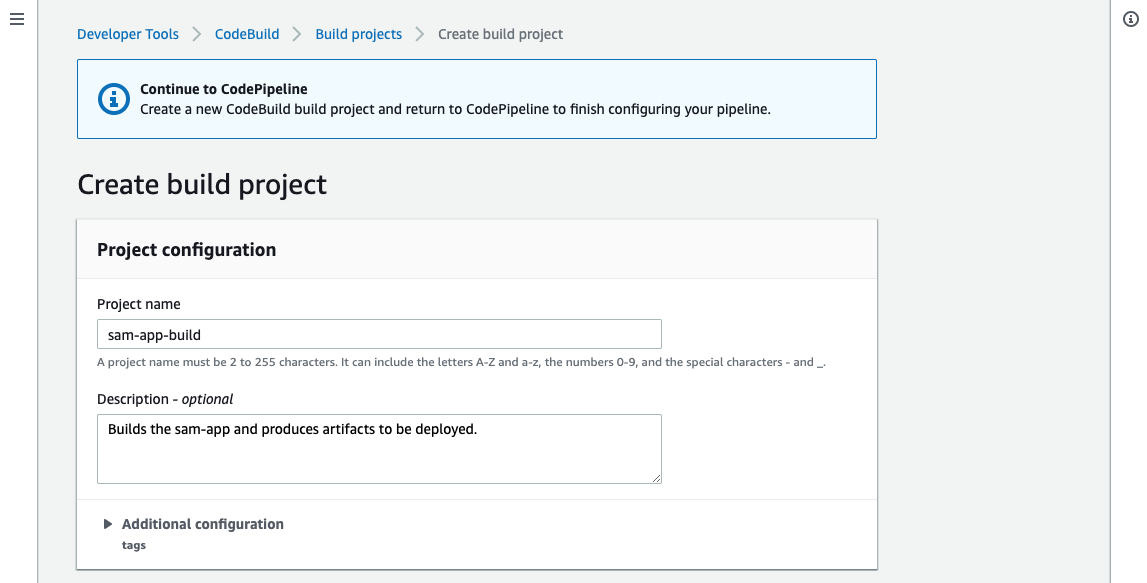 Developer Tools > CodeBuild > Build projects > Create build project
Continue to CodePipeline
Create a new CodeBuild build project and return to CodePipeline to finish configuring your pipeline.
Create build project
Project configuration
Project name
sam-app-build
A project name must be 2 to 255 characters. It can include the letters A-Z and a-z, the numbers 0-9, and the special characters - and _.
Description - optional
Builds the sam-app and produces artifacts to be deployed.
Additional configuration
tags